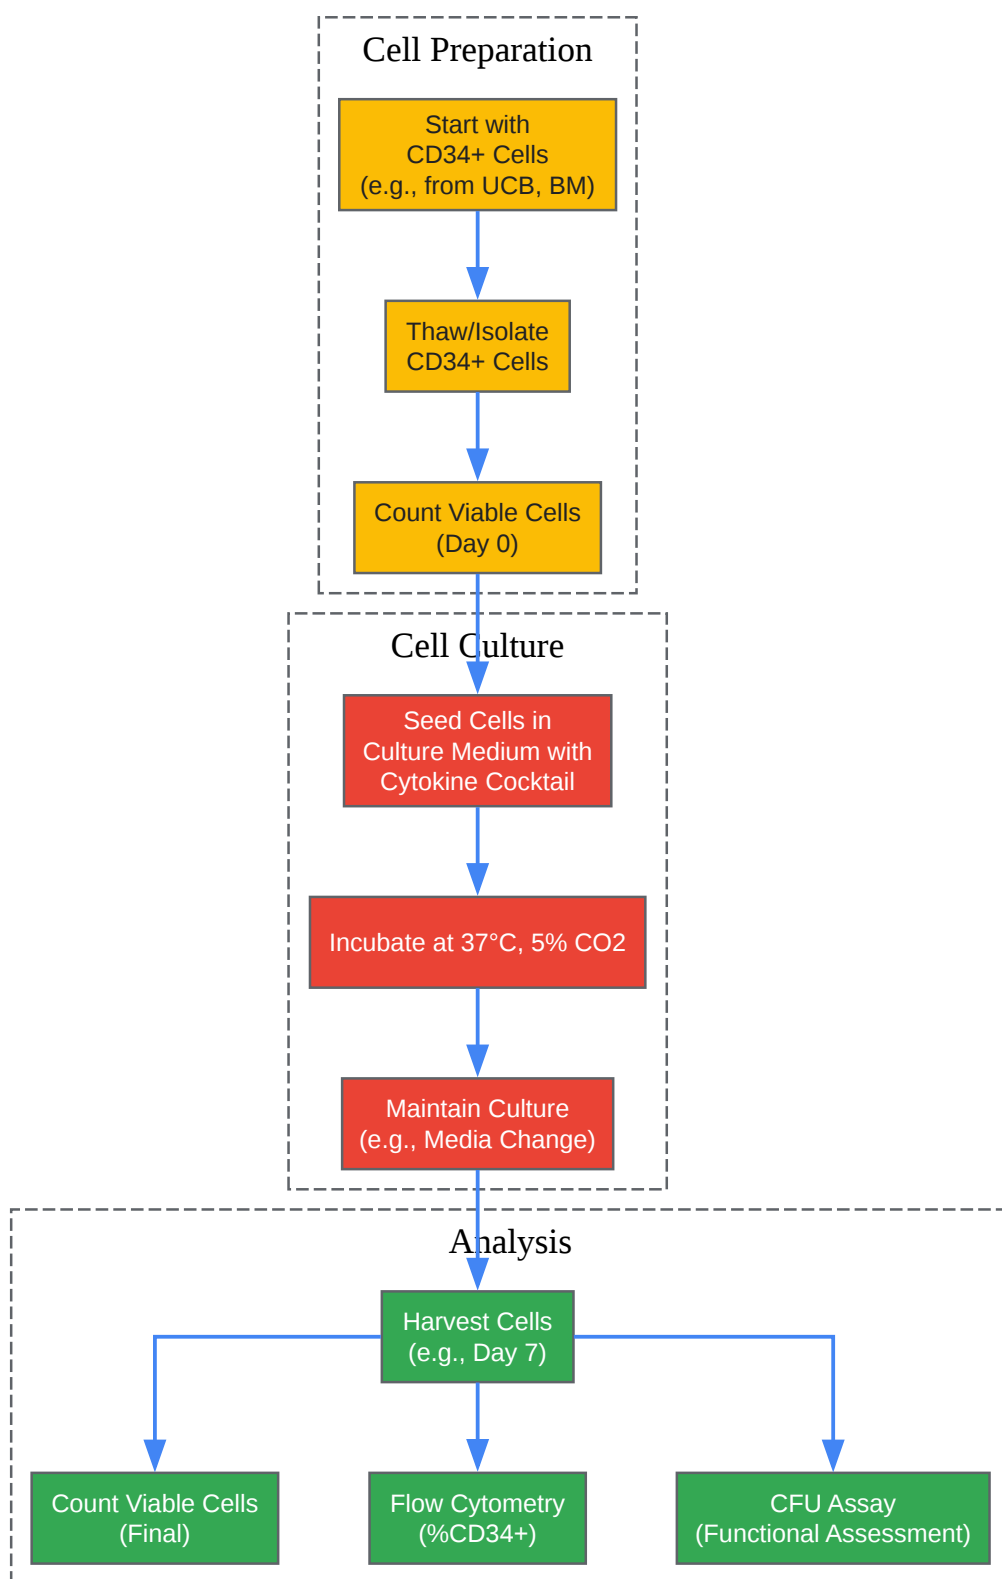 Cell Preparation
Start with
CD34+ Cells
(e.g., from UCB, BM)
Thaw/Isolate
CD34+ Cells
Count Viable Cells
(Day 0)
Cell Culture
Seed Cells in
Culture Medium with
Cytokine Cocktail
Incubate at 37°C, 5% CO2
Maintain Culture
(e.g., Media Change)
Analysis
Harvest Cells
(e.g., Day 7)
Count Viable Cells
(Final)
Flow Cytometry
(%CD34+)
CFU Assay
(Functional Assessment)